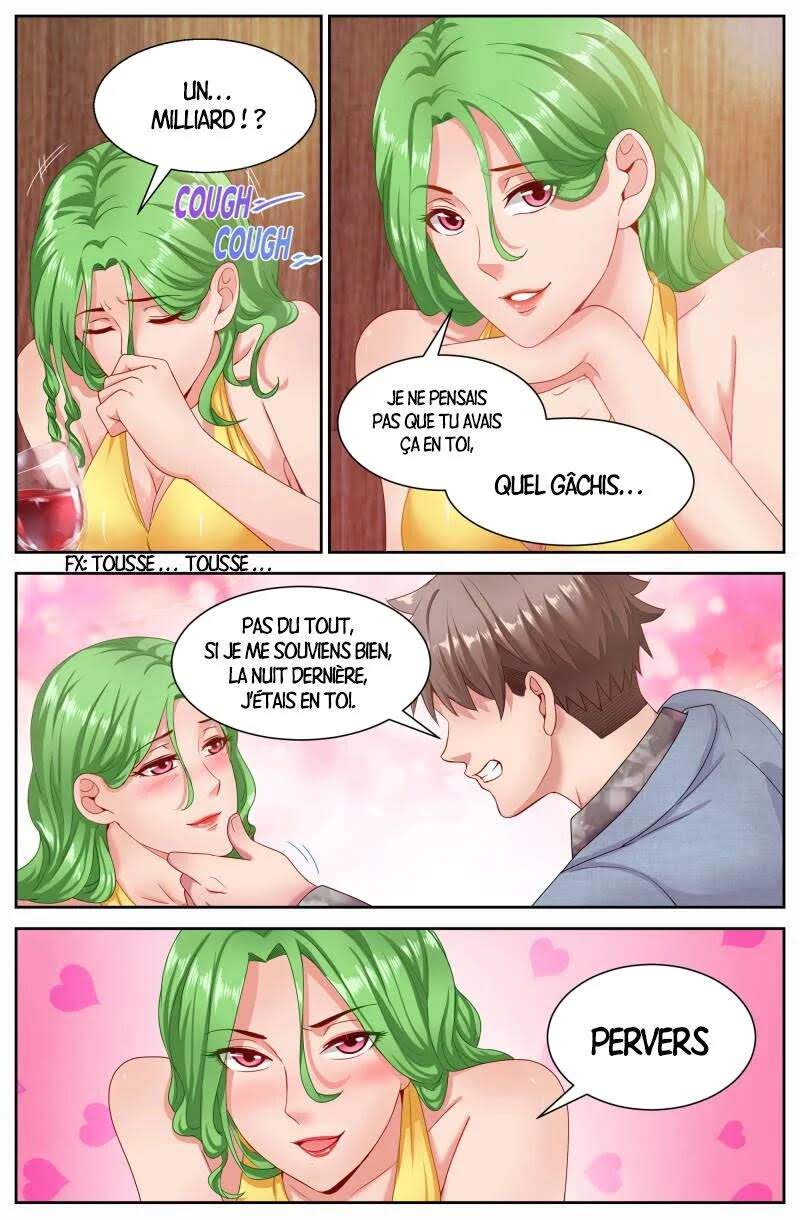 UN...
MILLIARD ! ?
COUGH
COUGH
JE NE PENSAIS
PAS QUE TU AVAIS
ÇA EN TOI,
QUEL GÂCHIS...
FX: TOUSSE... TOUSSE...
PAS DU TOUT,
SI JE ME SOUVIENS BIEN,
LA NUIT DERNIÈRE,
J'ÉTAIS EN TOI.
PERVERS